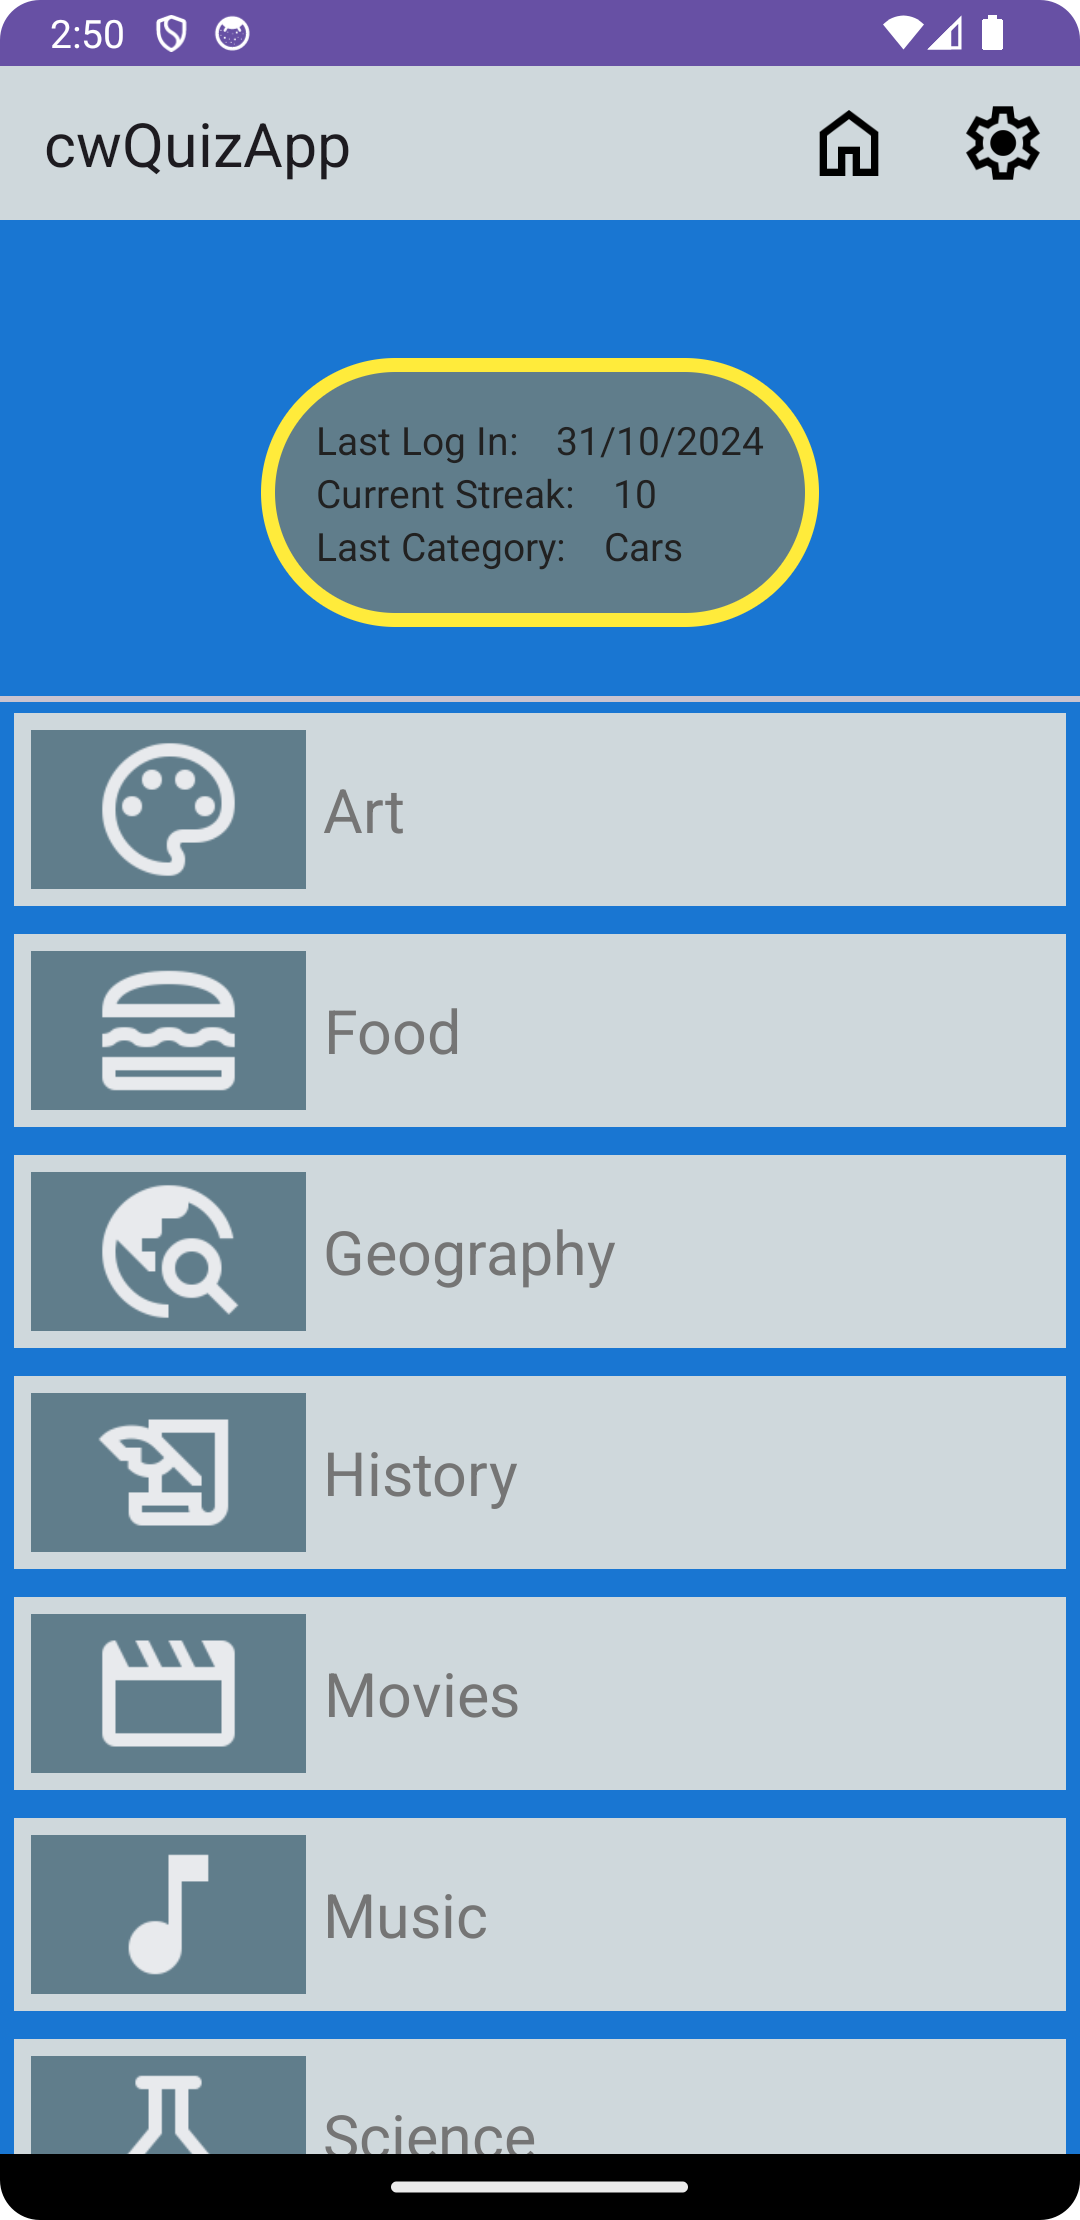 2:50
cwQuizApp
Last Log In: 31/10/2024
Current Streak: 10
Last Category: Cars
Art
Food
Geography
History
Movies
Music
Science